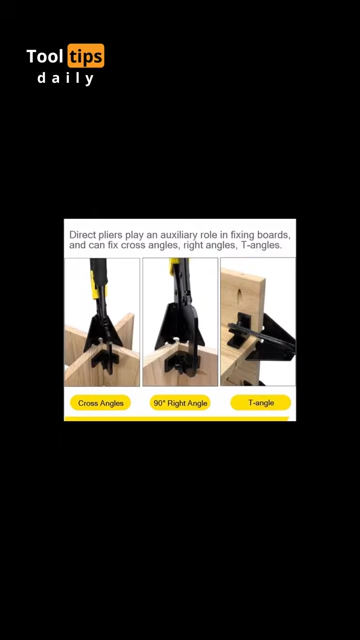 Tool tips
daily
Direct pliers play an auxiliary role in fixing boards,
and can fix cross angles, right angles, T-angles.
Cross Angles
90° Right Angle
T-angle